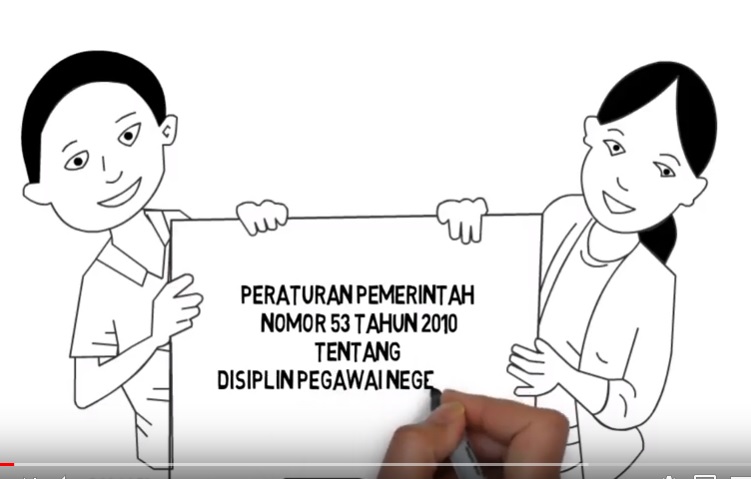 PERATURAN PEMERINTAH
NOMOR 53 TAHUN 2010
TENTANG
DISIPLIN PEGAWAI NEGE